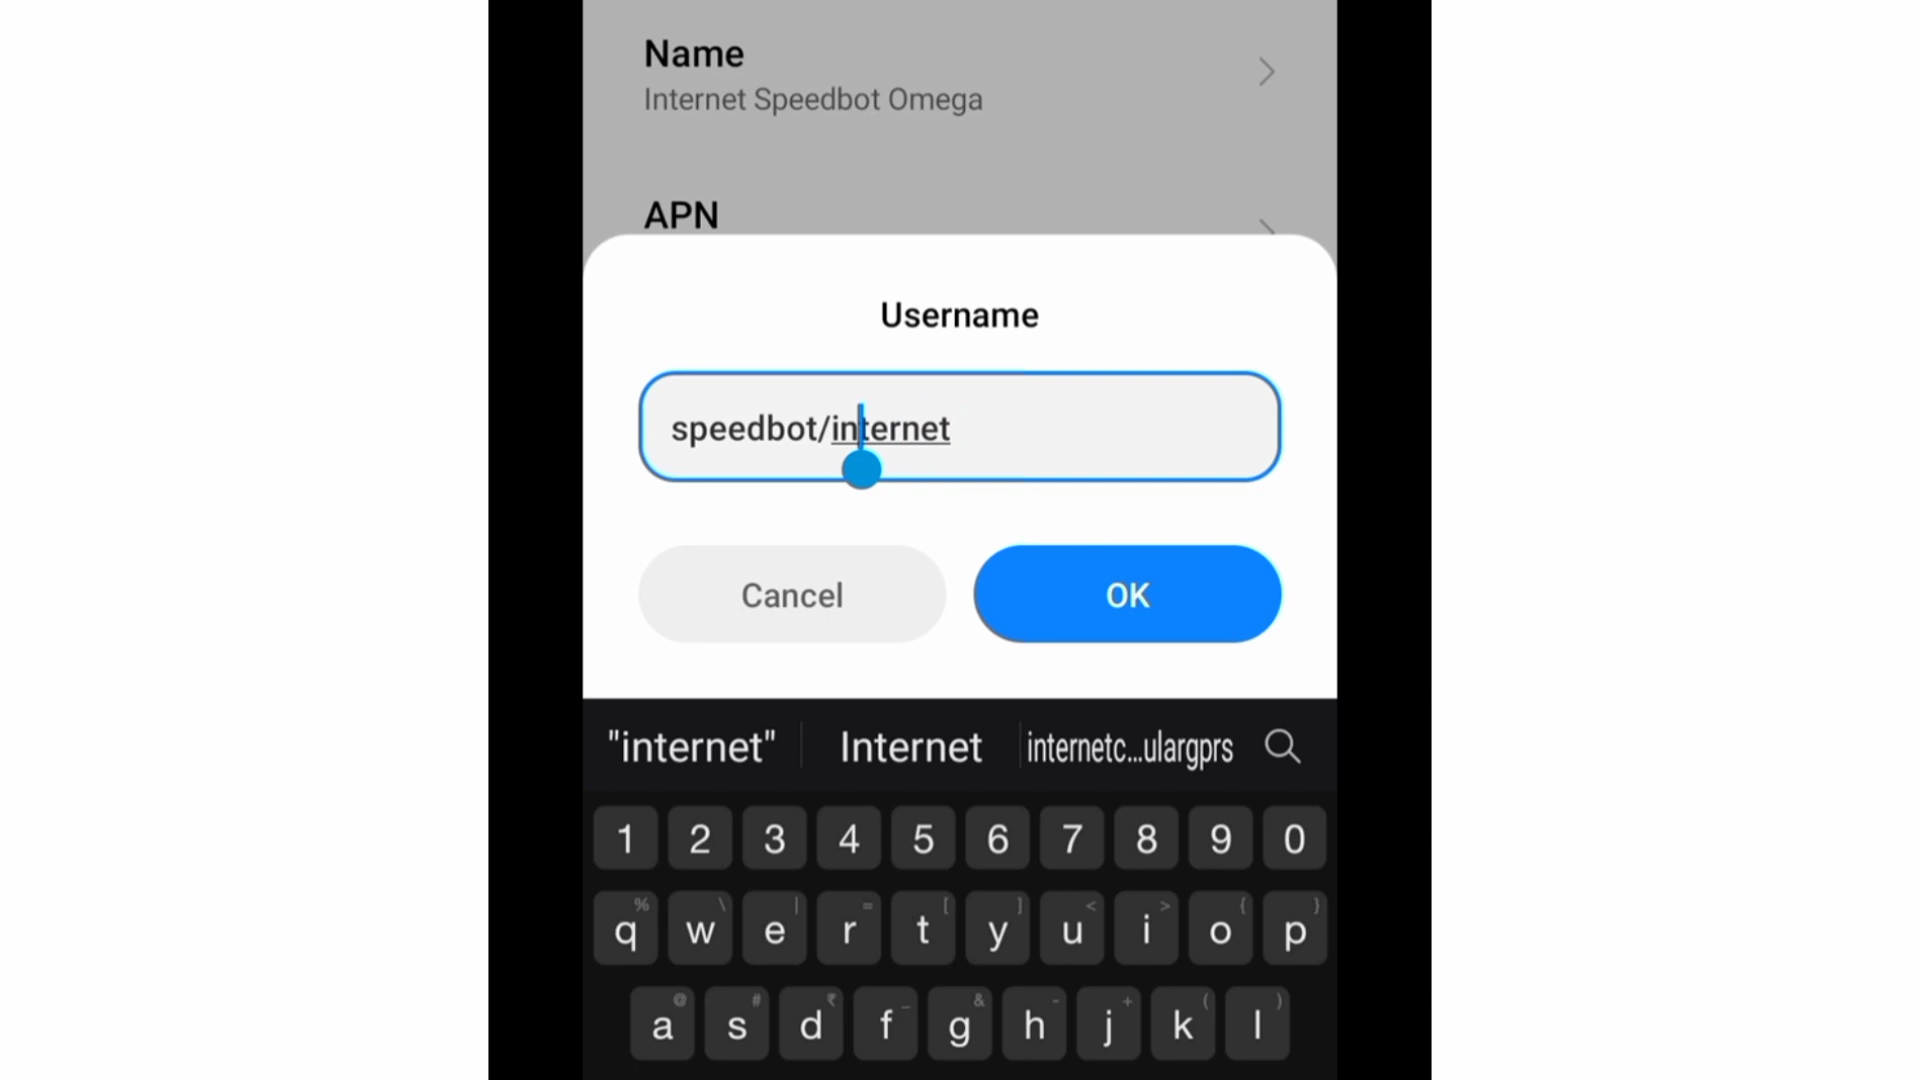 Name
Internet Speedbot Omega
APN
Username
speedbot/internet
Cancel OK
"internet" Internet internetc...ulargprs
1 2 3 4 5 6 7 8 9 0
% \ | = [ ] < > { }
q w e r t y u i o p
@ # ₹ _ & - + ( )
a s d f g h j k l